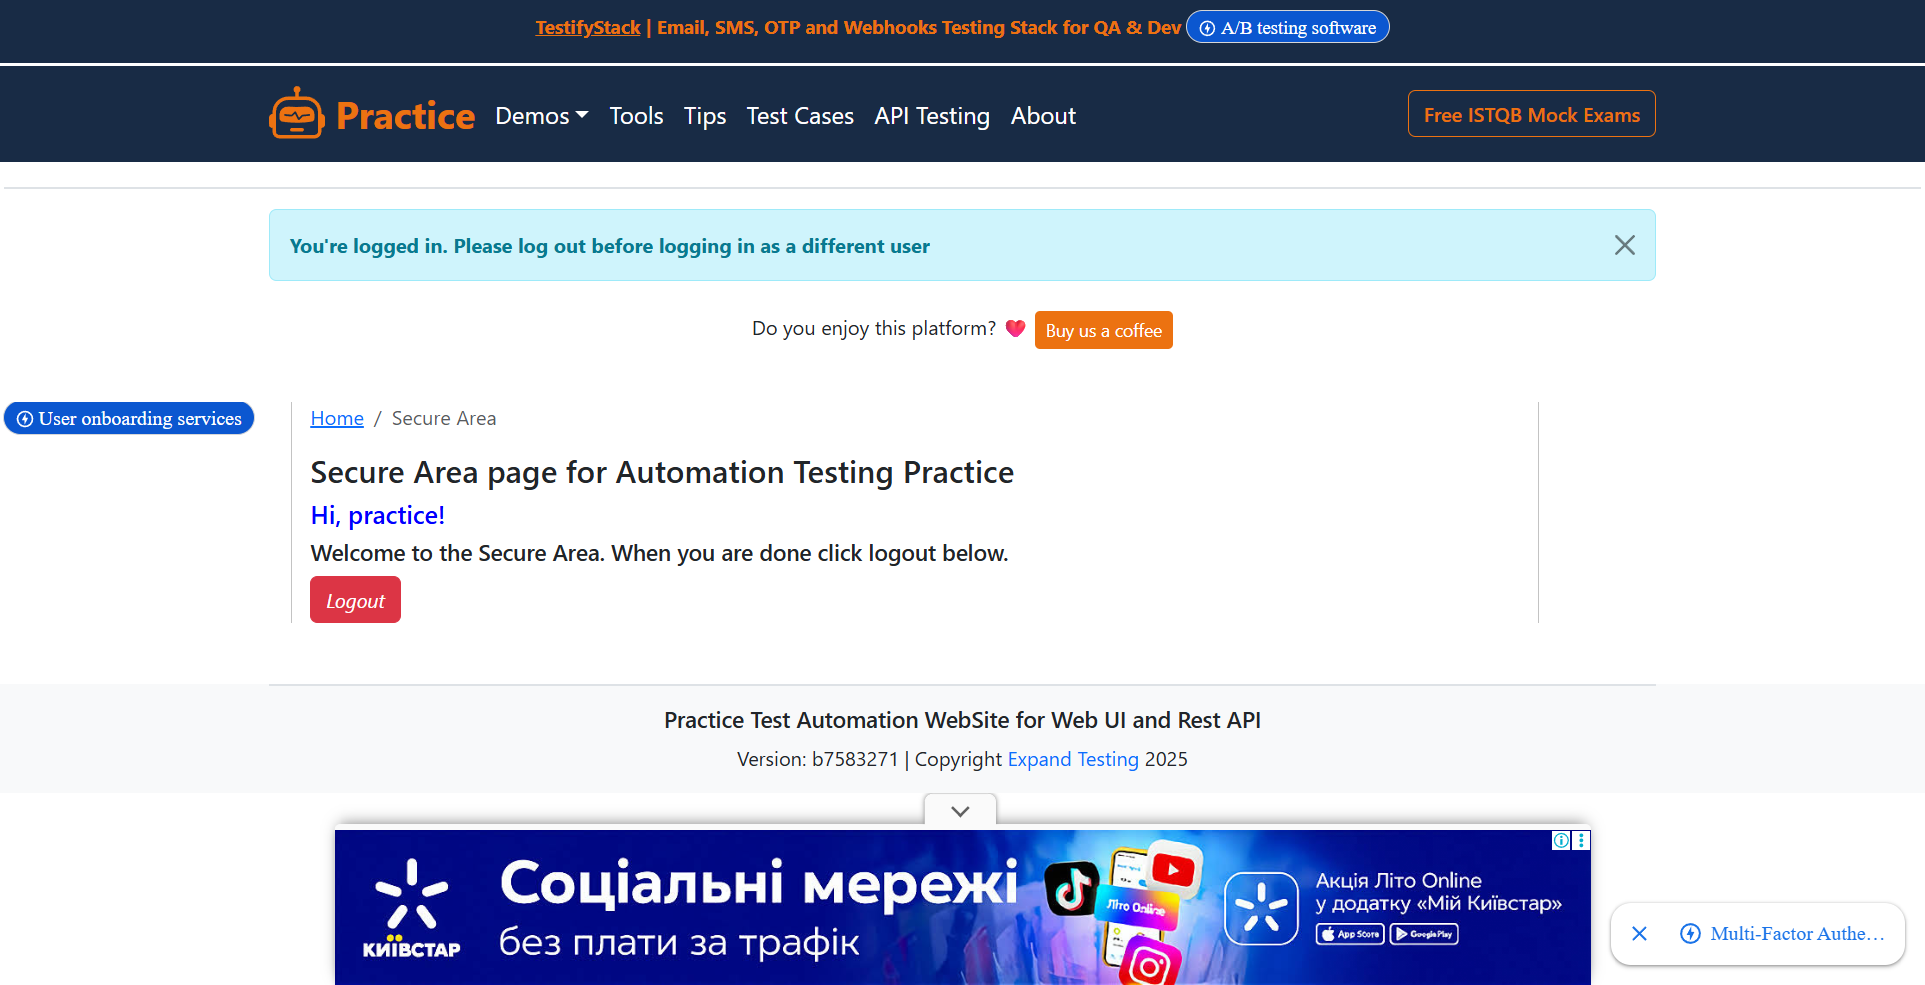 TestifyStack | Email, SMS, OTP and Webhooks Testing Stack for QA & Dev A/B testing software
Practice Demos Tools Tips Test Cases API Testing About Free ISTQB Mock Exams
You're logged in. Please log out before logging in as a different user
Do you enjoy this platform? Buy us a coffee
User onboarding services
Home / Secure Area
Secure Area page for Automation Testing Practice
Hi, practice!
Welcome to the Secure Area. When you are done click logout below.
Logout
Practice Test Automation WebSite for Web UI and Rest API
Version: b7583271 | Copyright Expand Testing 2025
КИЇВСТАР
Соціальні мережі
без плати за трафік
Літо Online
Акція Літо Online
у додатку «Мій Київстар»
App Store Google Play
Multi-Factor Authe...